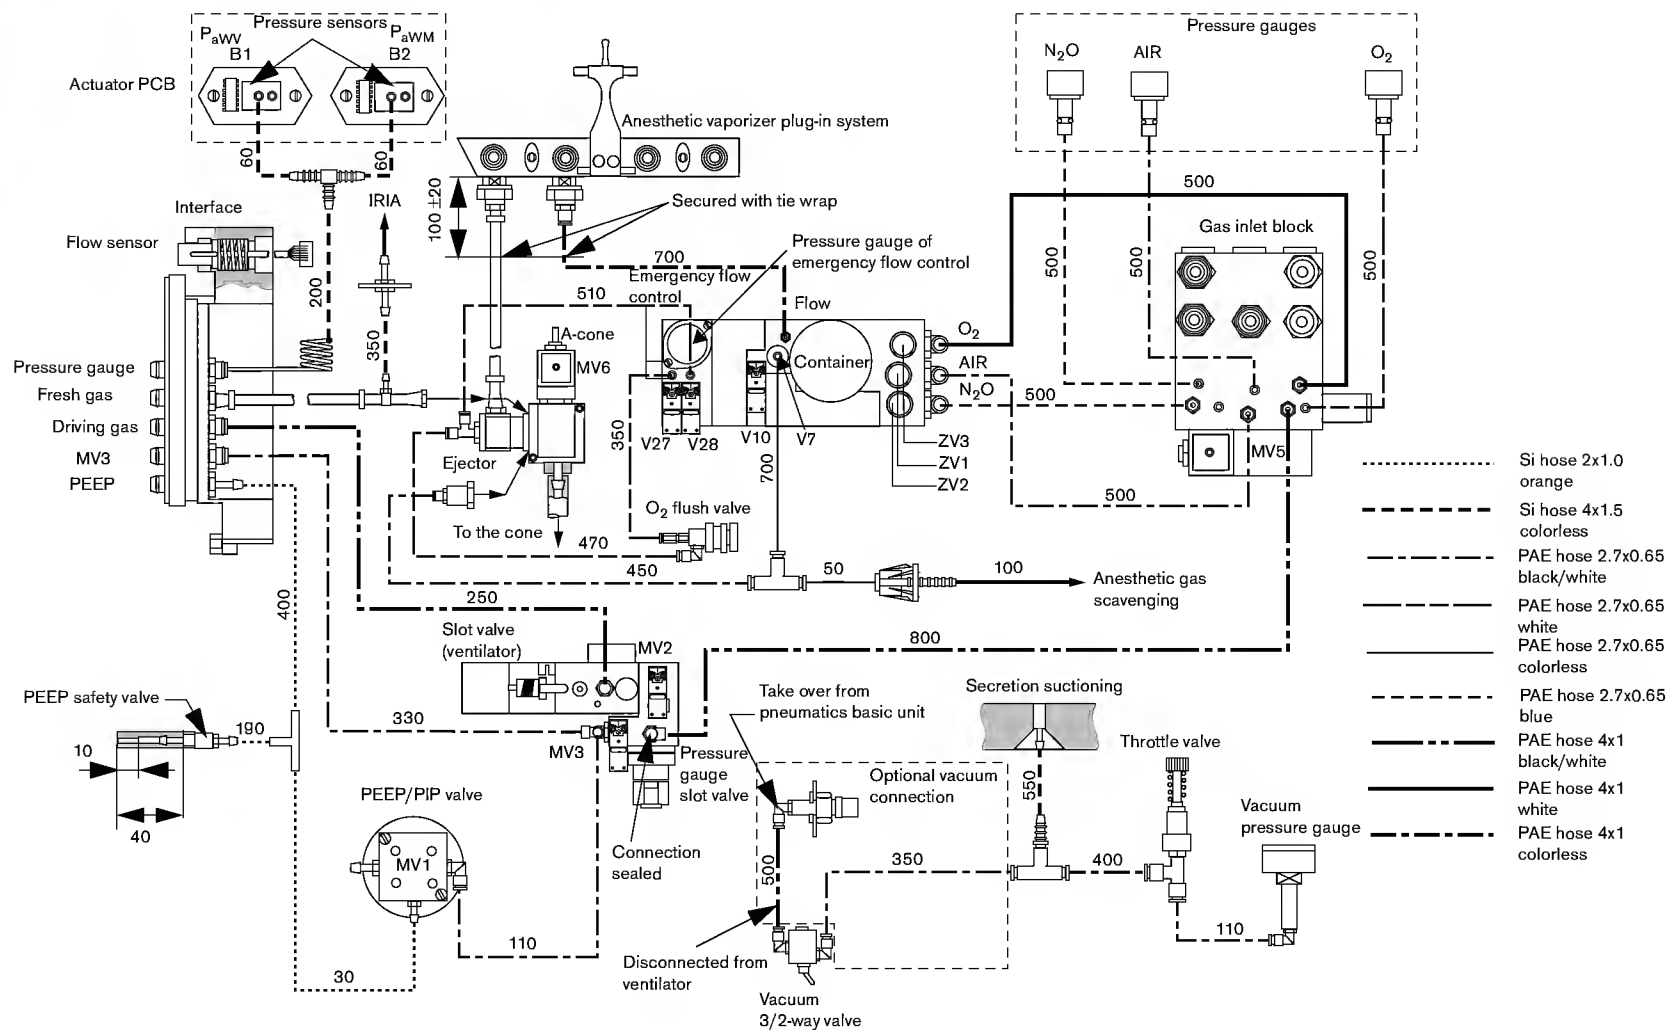 Pressure sensors
PaWV
B1
PaWM
B2
Actuator PCB
60
60
Interface
Flow sensor
200
IRIA
350
Pressure gauge
Fresh gas
Driving gas
MV3
PEEP
Anesthetic vaporizer plug-in system
100 ±20
Secured with tie wrap
Pressure gauge of
emergency flow control
700
Emergency flow
control
510
Flow
A-cone
MV6
Container
O2
AIR
N2O
350
V27
V28
V10
V7
ZV3
ZV1
ZV2
Ejector
To the cone
O2 flush valve
470
450
700
50
100
Anesthetic gas
scavenging
Pressure gauges
N2O
AIR
O2
500
500
500
500
Gas inlet block
500
MV5
500
250
800
400
Slot valve
(ventilator)
MV2
330
MV3
Pressure
gauge
slot valve
Connection
sealed
PEEP safety valve
190
10
40
PEEP/PIP valve
MV1
110
30
Take over from
pneumatics basic unit
Optional vacuum
connection
500
350
Disconnected from
ventilator
Vacuum
3/2-way valve
Secretion suctioning
550
400
Throttle valve
Vacuum
pressure gauge
110
Si hose 2x1.0
orange
Si hose 4x1.5
colorless
PAE hose 2.7x0.65
black/white
PAE hose 2.7x0.65
white
PAE hose 2.7x0.65
colorless
PAE hose 2.7x0.65
blue
PAE hose 4x1
black/white
PAE hose 4x1
white
PAE hose 4x1
colorless